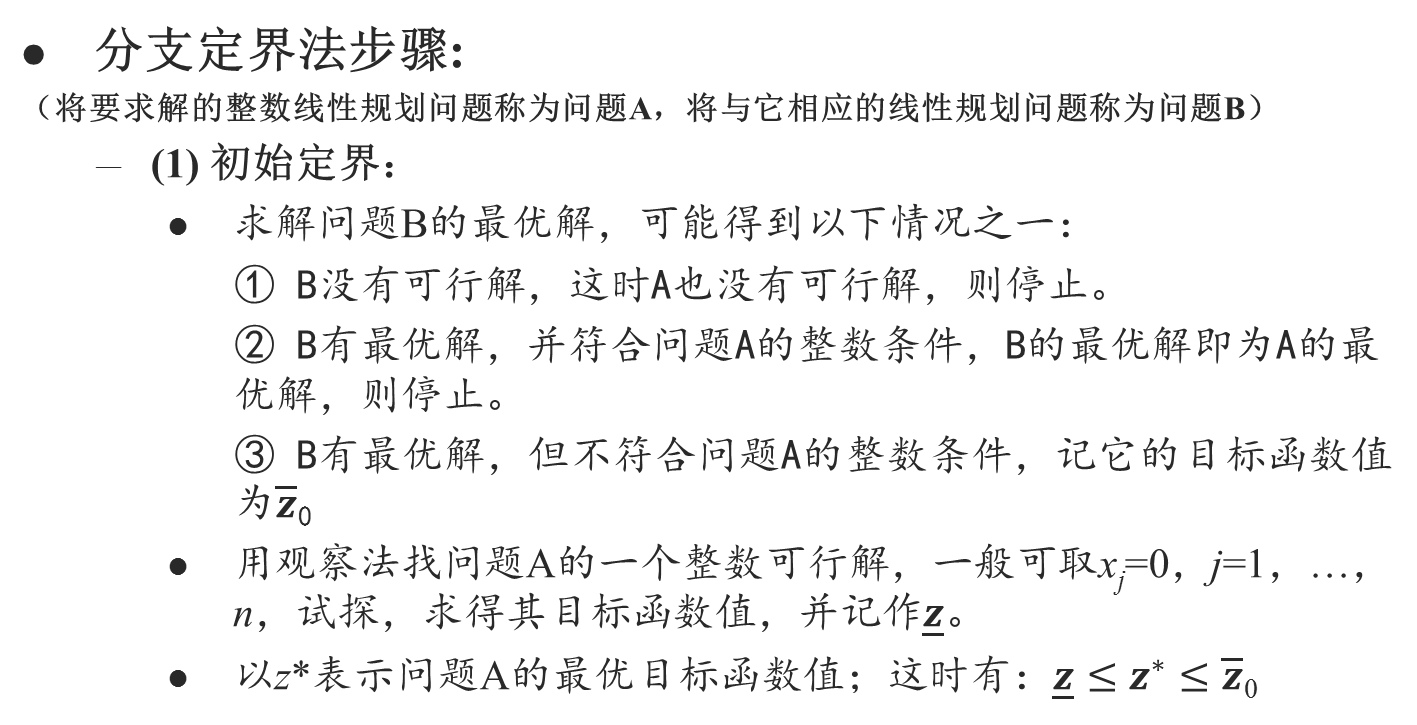 ● 分支定界法步骤:
（将要求解的整数线性规划问题称为问题A，将与它相应的线性规划问题称为问题B）
– (1) 初始定界：
● 求解问题B的最优解，可能得到以下情况之一：
① B没有可行解，这时A也没有可行解，则停止。
② B有最优解，并符合问题A的整数条件，B的最优解即为A的最
优解，则停止。
③ B有最优解，但不符合问题A的整数条件，记它的目标函数值
为z̅₀
● 用观察法找问题A的一个整数可行解，一般可取xⱼ=0，j=1，…，
n，试探，求得其目标函数值，并记作z̲。
● 以z*表示问题A的最优目标函数值；这时有：z̲ ≤ z* ≤ z̅₀